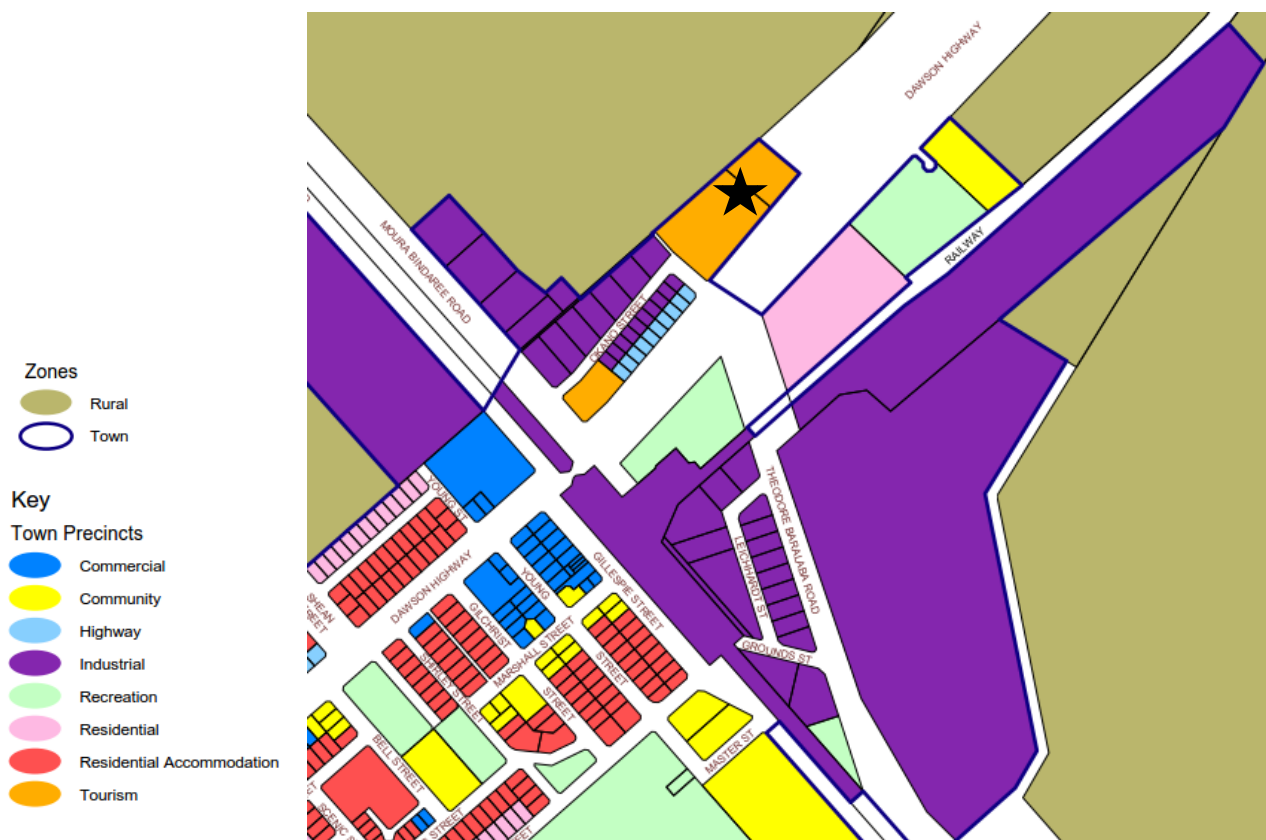 Zones
Rural
Town
Key
Town Precincts
Commercial
Community
Highway
Industrial
Recreation
Residential
Residential Accommodation
Tourism
DAWSON HIGHWAY
MOURA BINDAREE ROAD
RAILWAY
OKANO STREET
YOUNG ST
DAWSON HIGHWAY
YOUNG
STREET
STREET
GILLESPIE STREET
GILCHRIST
MARSHALL STREET
SHIRLEY STREET
LEICHHARDT ST
THEODORE BARALABA ROAD
GROUNDS ST
MASTER ST
BELL STREET
STREET